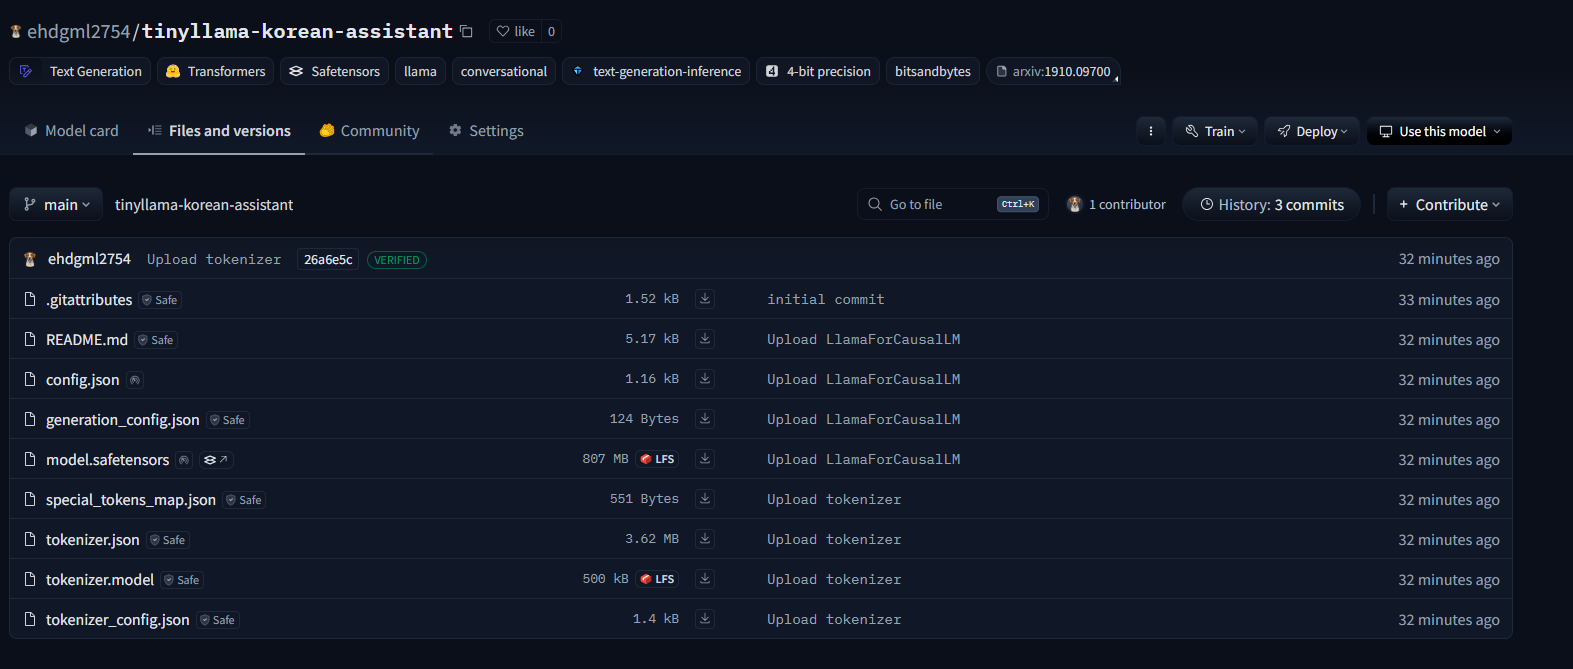 ehdgml2754/tinyllama-korean-assistant like 0
Text Generation Transformers Safetensors llama conversational text-generation-inference 4 4-bit precision bitsandbytes arxiv:1910.09700
Model card Files and versions Community Settings Train Deploy Use this model
main tinyllama-korean-assistant Go to file Ctrl+K 1 contributor History: 3 commits + Contribute
ehdgml2754 Upload tokenizer 26a6e5c VERIFIED 32 minutes ago
.gitattributes Safe 1.52 kB initial commit 33 minutes ago
README.md Safe 5.17 kB Upload LlamaForCausalLM 32 minutes ago
config.json 1.16 kB Upload LlamaForCausalLM 32 minutes ago
generation_config.json Safe 124 Bytes Upload LlamaForCausalLM 32 minutes ago
model.safetensors 807 MB LFS Upload LlamaForCausalLM 32 minutes ago
special_tokens_map.json Safe 551 Bytes Upload tokenizer 32 minutes ago
tokenizer.json Safe 3.62 MB Upload tokenizer 32 minutes ago
tokenizer.model Safe 500 kB LFS Upload tokenizer 32 minutes ago
tokenizer_config.json Safe 1.4 kB Upload tokenizer 32 minutes ago